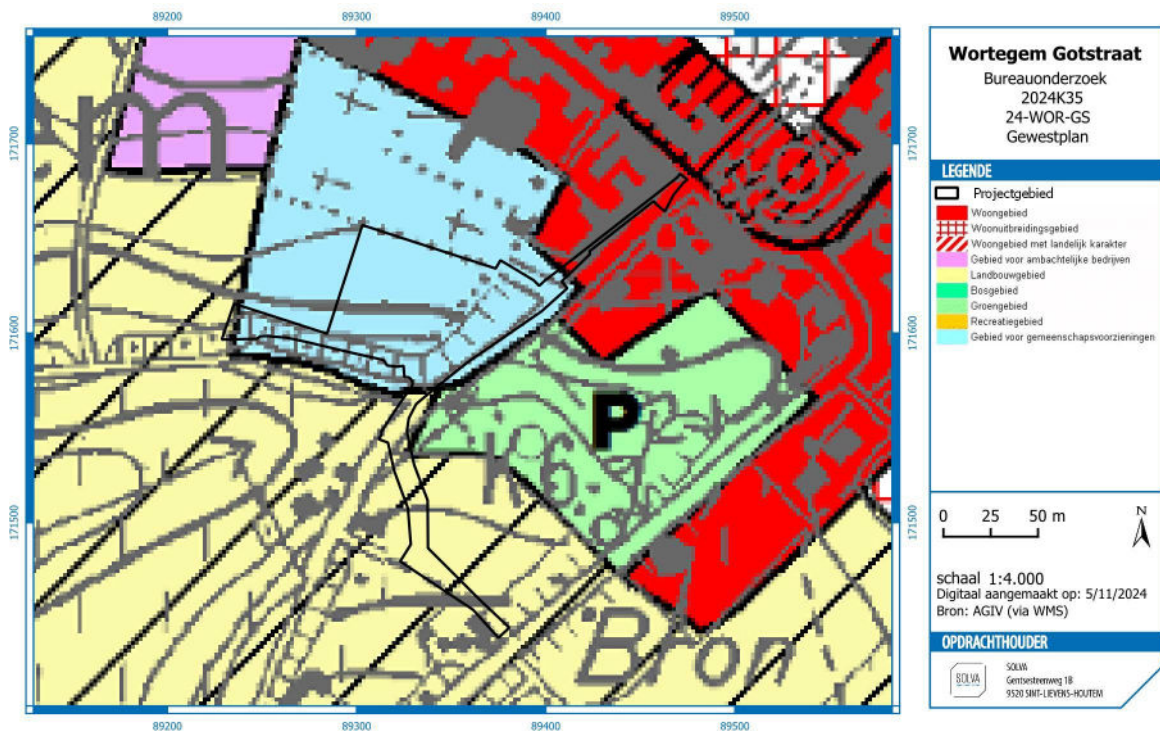 89200 89300 89400 89500
171700 171700
171600 171600
171500 171500
m
P
k06
Bron
89200 89300 89400 89500
Wortegem Gotstraat
Bureauonderzoek
2024K35
24-WOR-GS
Gewestplan
LEGENDE
Projectgebied
Woongebied
Woonuitbreidingsgebied
Woongebied met landelijk karakter
Gebied voor ambachtelijke bedrijven
Landbouwgebied
Bosgebied
Groengebied
Recreatiegebied
Gebied voor gemeenschapsvoorzieningen
0 25 50 m
N
schaal 1:4.000
Digitaal aangemaakt op: 5/11/2024
Bron: AGIV (via WMS)
OPDRACHTHOUDER
SOLVA
SOLVA
Gentsesteenweg 1B
9520 SINT-LIEVENS-HOUTEM